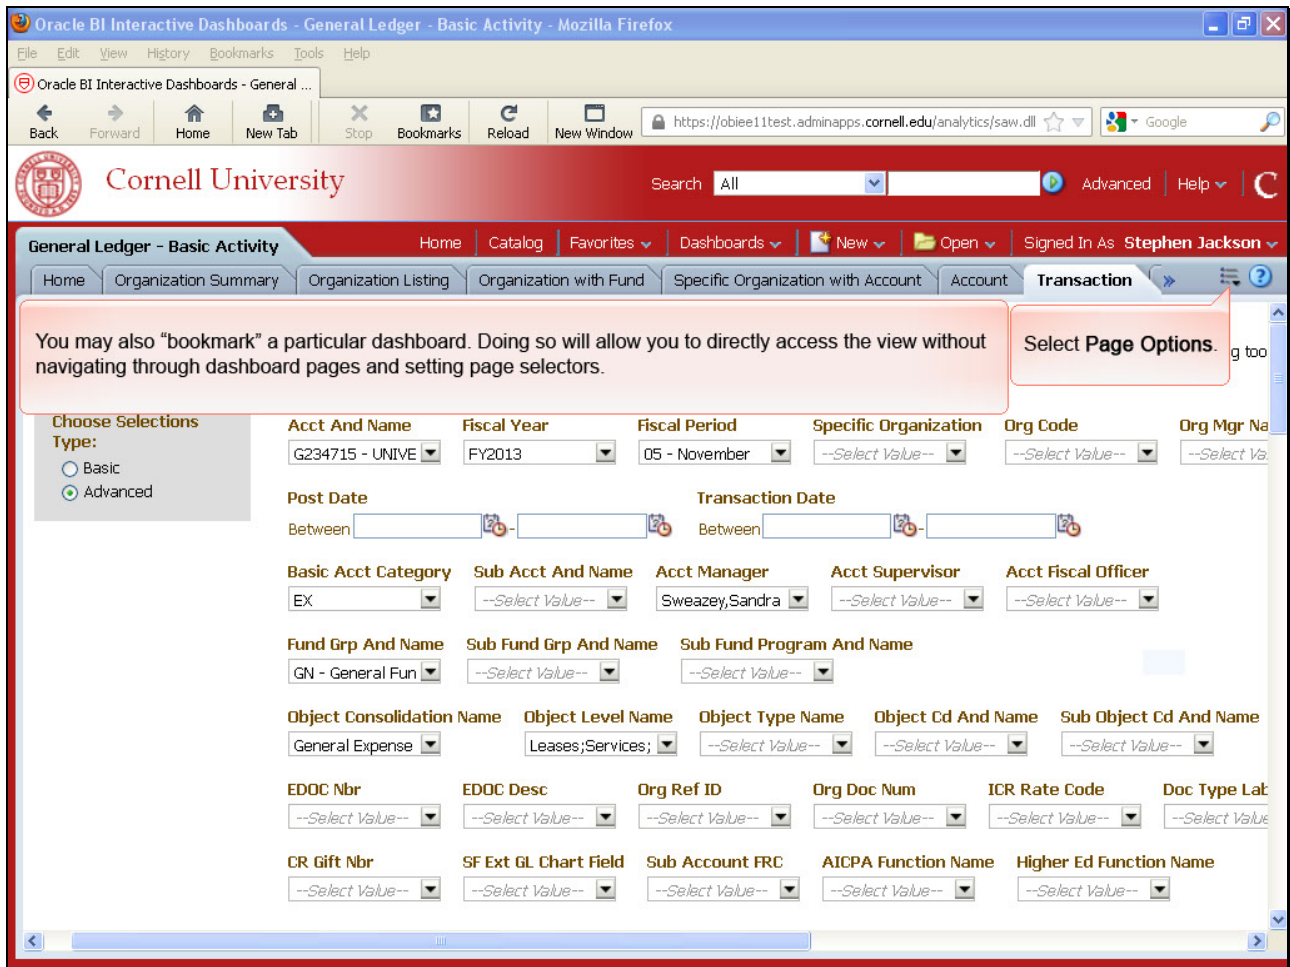 Oracle BI Interactive Dashboards - General Ledger - Basic Activity - Mozilla Firefox
File Edit View History Bookmarks Tools Help
Oracle BI Interactive Dashboards - General ...
Back Forward Home New Tab Stop Bookmarks Reload New Window https://obiee11test.adminapps.cornell.edu/analytics/saw.dll Google
Cornell University Search All Advanced Help C
General Ledger - Basic Activity Home Catalog Favorites Dashboards New Open Signed In As Stephen Jackson
Home Organization Summary Organization Listing Organization with Fund Specific Organization with Account Account Transaction » ?
You may also “bookmark” a particular dashboard. Doing so will allow you to directly access the view without
navigating through dashboard pages and setting page selectors.
Select Page Options.
g too
Choose Selections
Type:
Basic
Advanced
Acct And Name Fiscal Year Fiscal Period Specific Organization Org Code Org Mgr Na
G234715 - UNIVE FY2013 05 - November --Select Value-- --Select Value-- --Select Va
Post Date Transaction Date
Between - Between -
Basic Acct Category Sub Acct And Name Acct Manager Acct Supervisor Acct Fiscal Officer
EX --Select Value-- Sweazey,Sandra --Select Value-- --Select Value--
Fund Grp And Name Sub Fund Grp And Name Sub Fund Program And Name
GN - General Fun --Select Value-- --Select Value--
Object Consolidation Name Object Level Name Object Type Name Object Cd And Name Sub Object Cd And Name
General Expense Leases;Services; --Select Value-- --Select Value-- --Select Value--
EDOC Nbr EDOC Desc Org Ref ID Org Doc Num ICR Rate Code Doc Type Lab
--Select Value-- --Select Value-- --Select Value-- --Select Value-- --Select Value-- --Select Value
CR Gift Nbr SF Ext GL Chart Field Sub Account FRC AICPA Function Name Higher Ed Function Name
--Select Value-- --Select Value-- --Select Value-- --Select Value-- --Select Value--